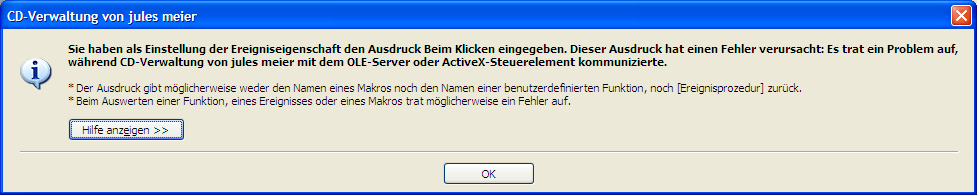 CD-Verwaltung von jules meier
Sie haben als Einstellung der Ereigniseigenschaft den Ausdruck Beim Klicken eingegeben. Dieser Ausdruck hat einen Fehler verursacht: Es trat ein Problem auf,
während CD-Verwaltung von jules meier mit dem OLE-Server oder ActiveX-Steuerelement kommunizierte.
* Der Ausdruck gibt möglicherweise weder den Namen eines Makros noch den Namen einer benutzerdefinierten Funktion, noch [Ereignisprozedur] zurück.
* Beim Auswerten einer Funktion, eines Ereignisses oder eines Makros trat möglicherweise ein Fehler auf.
Hilfe anzeigen >>
OK